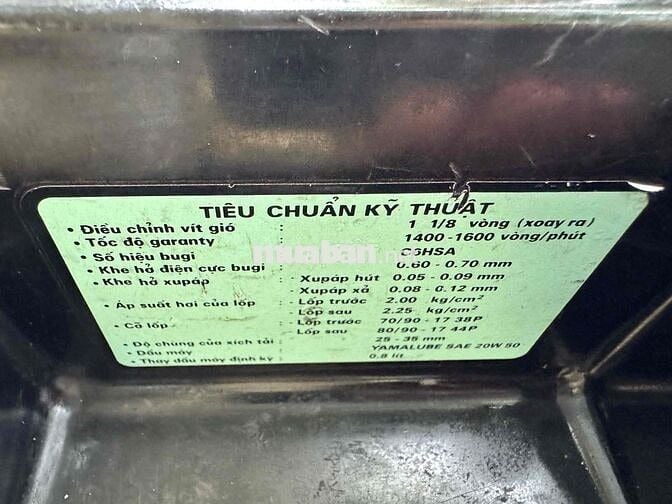 TIÊU CHUẨN KỸ THUẬT
• Điều chỉnh vít gió : 1 1/8 vòng (xoay ra)
• Tốc độ garanty : 1400-1600 vòng/phút
• Số hiệu bugi : C6HSA
• Khe hở điện cực bugi : 0.60 - 0.70 mm
• Khe hở xupáp : Xupáp hút : 0.05 - 0.09 mm
Xupáp xả : 0.08 - 0.12 mm
• Áp suất hơi của lốp : Lốp trước : 2.00 kg/cm²
Lốp sau : 2.25 kg/cm²
• Cỡ lốp : Lốp trước : 70/90 - 17 38P
Lốp sau : 80/90 - 17 44P
• Độ chùng của xích tải : 25 - 35 mm
• Dầu máy : YAMALUBE SAE 20W 50
• Thay dầu máy định kỳ : 0.8 lít
muaban.net